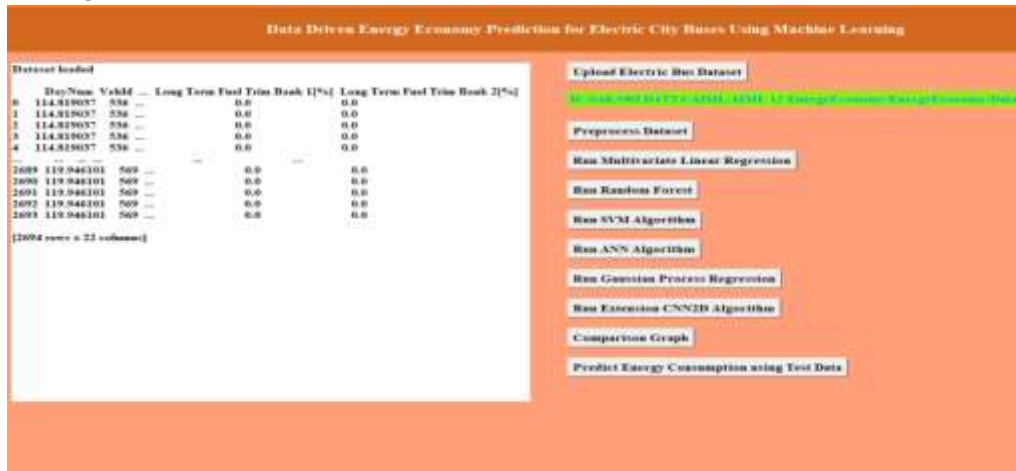 Data Driven Energy Economy Prediction for Electric City Buses Using Machine Learning
Dataset loaded
DayNum VehId ... Long Term Fuel Trim Bank 1[%] Long Term Fuel Trim Bank 2[%]
0 114.819037 536 ... 0.0 0.0
1 114.819037 536 ... 0.0 0.0
2 114.819037 536 ... 0.0 0.0
3 114.819037 536 ... 0.0 0.0
4 114.819037 536 ... 0.0 0.0
... ... ... ... ... ...
2689 119.946101 569 ... 0.0 0.0
2690 119.946101 569 ... 0.0 0.0
2691 119.946101 569 ... 0.0 0.0
2692 119.946101 569 ... 0.0 0.0
2693 119.946101 569 ... 0.0 0.0
[2694 rows x 22 columns]
Upload Electric Bus Dataset
Preprocess Dataset
Run Multivariate Linear Regression
Run Random Forest
Run SVM Algorithm
Run ANN Algorithm
Run Gaussian Process Regression
Run Extension CNN2D Algorithm
Comparison Graph
Predict Energy Consumption using Test Data